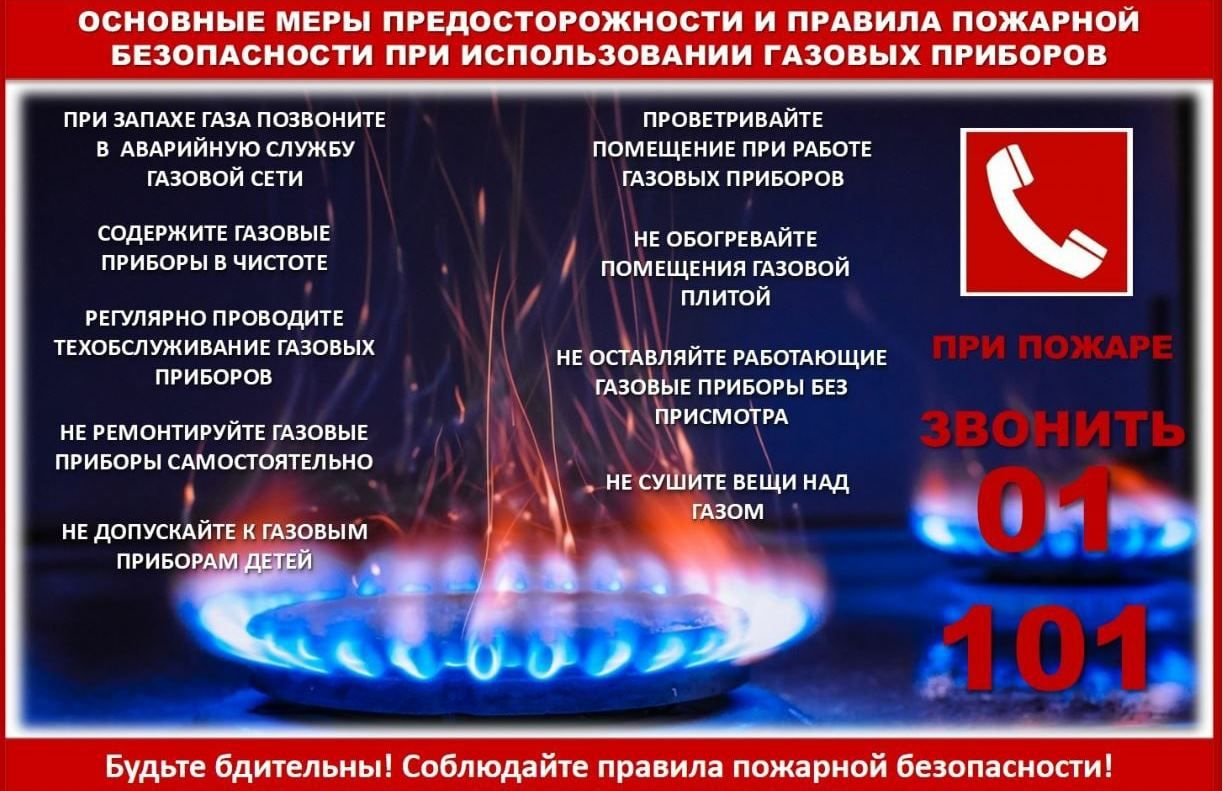 ОСНОВНЫЕ МЕРЫ ПРЕДОСТОРОЖНОСТИ И ПРАВИЛА ПОЖАРНОЙ
БЕЗОПАСНОСТИ ПРИ ИСПОЛЬЗОВАНИИ ГАЗОВЫХ ПРИБОРОВ
ПРИ ЗАПАХЕ ГАЗА ПОЗВОНИТЕ
В АВАРИЙНУЮ СЛУЖБУ
ГАЗОВОЙ СЕТИ
СОДЕРЖИТЕ ГАЗОВЫЕ
ПРИБОРЫ В ЧИСТОТЕ
РЕГУЛЯРНО ПРОВОДИТЕ
ТЕХОБСЛУЖИВАНИЕ ГАЗОВЫХ
ПРИБОРОВ
НЕ РЕМОНТИРУЙТЕ ГАЗОВЫЕ
ПРИБОРЫ САМОСТОЯТЕЛЬНО
НЕ ДОПУСКАЙТЕ К ГАЗОВЫМ
ПРИБОРАМ ДЕТЕЙ
ПРОВЕТРИВАЙТЕ
ПОМЕЩЕНИЕ ПРИ РАБОТЕ
ГАЗОВЫХ ПРИБОРОВ
НЕ ОБОГРЕВАЙТЕ
ПОМЕЩЕНИЯ ГАЗОВОЙ
ПЛИТОЙ
НЕ ОСТАВЛЯЙТЕ РАБОТАЮЩИЕ
ГАЗОВЫЕ ПРИБОРЫ БЕЗ
ПРИСМОТРА
НЕ СУШИТЕ ВЕЩИ НАД
ГАЗОМ
ПРИ ПОЖАРЕ
ЗВОНИТЬ
01
101
Будьте бдительны! Соблюдайте правила пожарной безопасности!